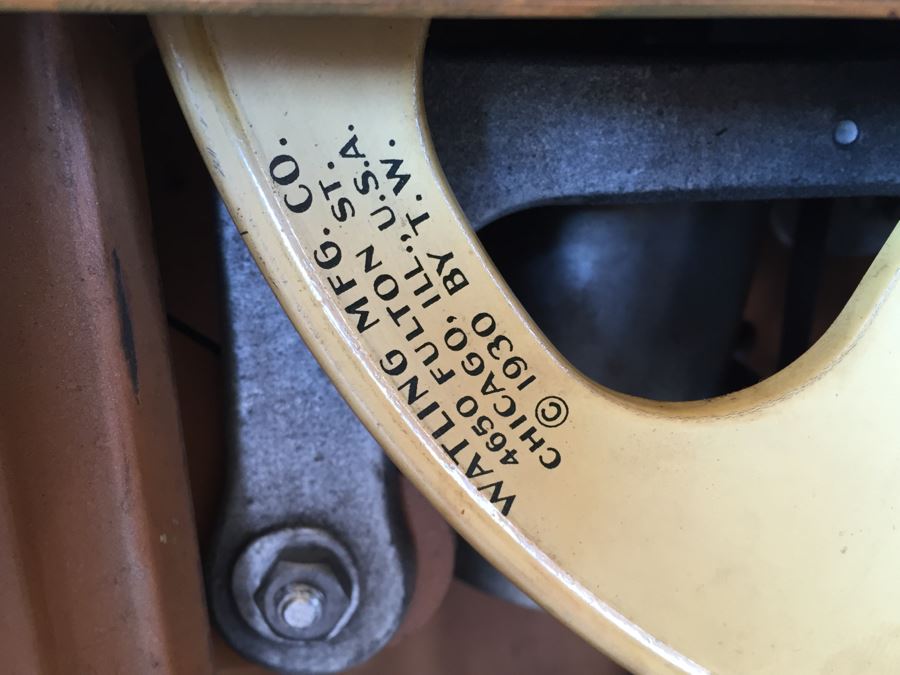 WATLING MFG. CO.
4650 FULTON ST.
CHICAGO, ILL., U.S.A.
© 1930 BY T.W.